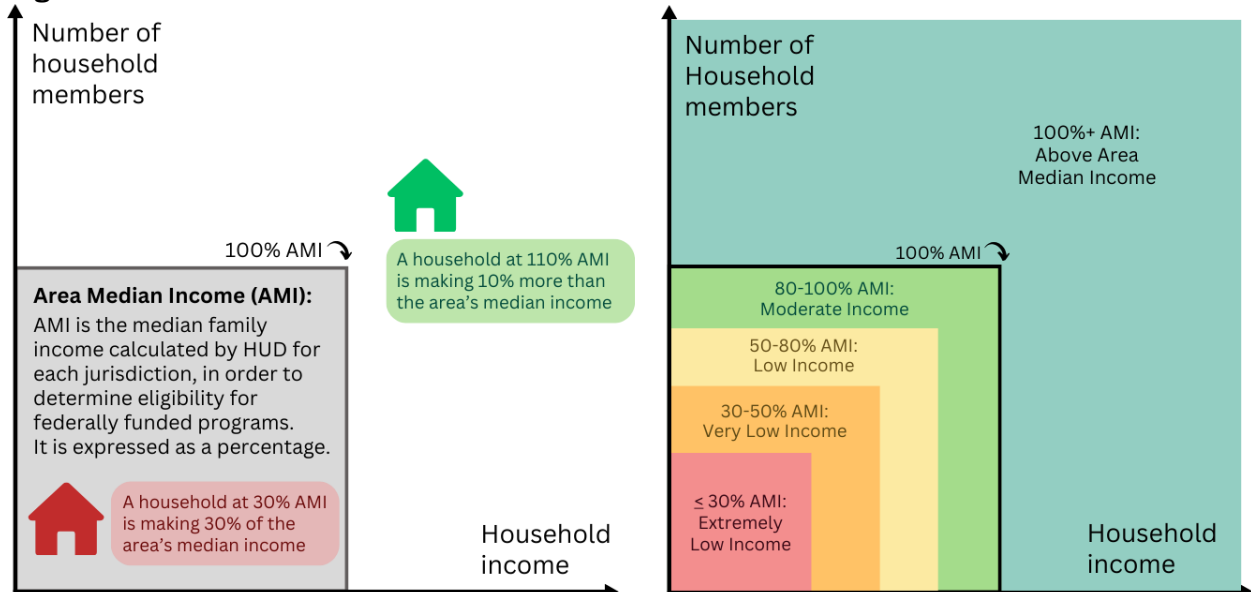 Number of
household
members
100% AMI
A household at 110% AMI
is making 10% more than
the area's median income
Area Median Income (AMI):
AMI is the median family
income calculated by HUD for
each jurisdiction, in order to
determine eligibility for
federally funded programs.
It is expressed as a percentage.
A household at 30% AMI
is making 30% of the
area's median income
Household
income
Number of
Household
members
100%+ AMI:
Above Area
Median Income
100% AMI
80-100% AMI:
Moderate Income
50-80% AMI:
Low Income
30-50% AMI:
Very Low Income
≤ 30% AMI:
Extremely
Low Income
Household
income